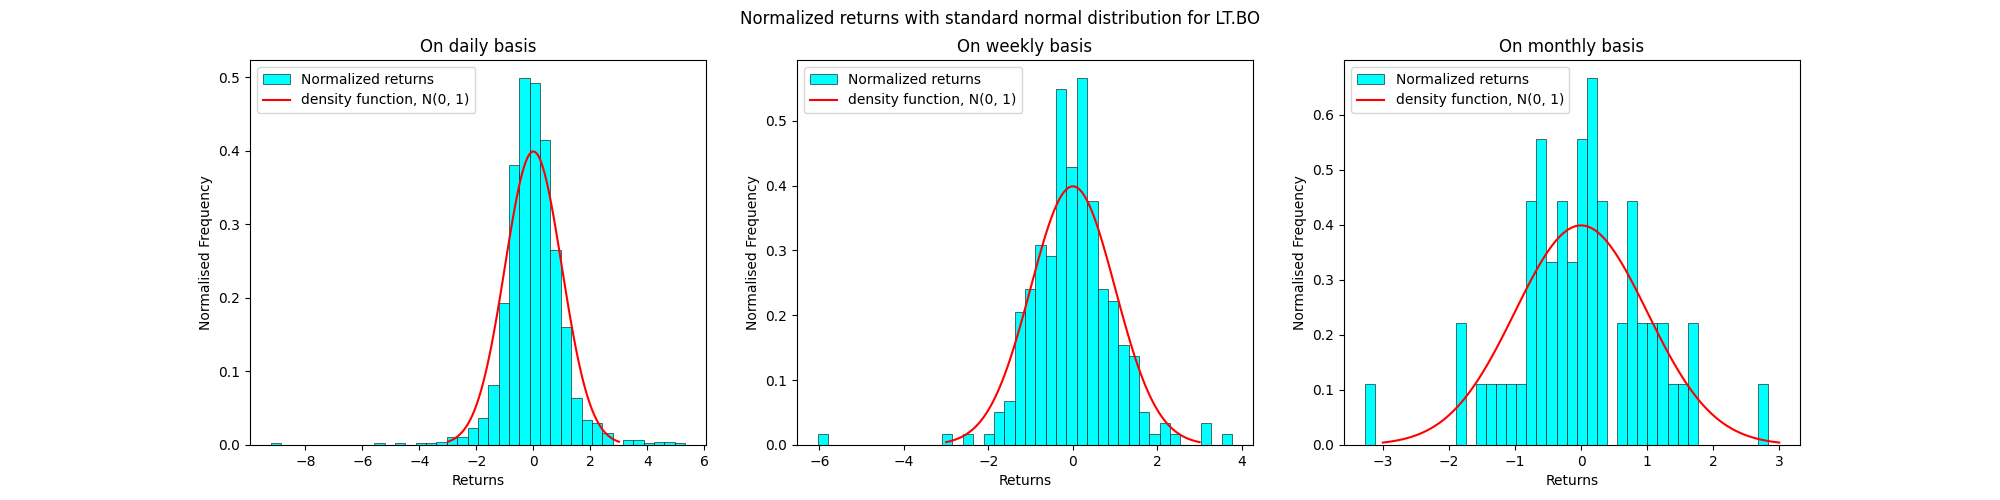 Normalized returns with standard normal distribution for LT.BO
On daily basis
Normalized returns
density function, N(0, 1)
0.5
0.4
0.3
0.2
0.1
0.0
Normalised Frequency
−8 −6 −4 −2 0 2 4 6
Returns
On weekly basis
Normalized returns
density function, N(0, 1)
0.5
0.4
0.3
0.2
0.1
0.0
Normalised Frequency
−6 −4 −2 0 2 4
Returns
On monthly basis
Normalized returns
density function, N(0, 1)
0.6
0.5
0.4
0.3
0.2
0.1
0.0
Normalised Frequency
−3 −2 −1 0 1 2 3
Returns